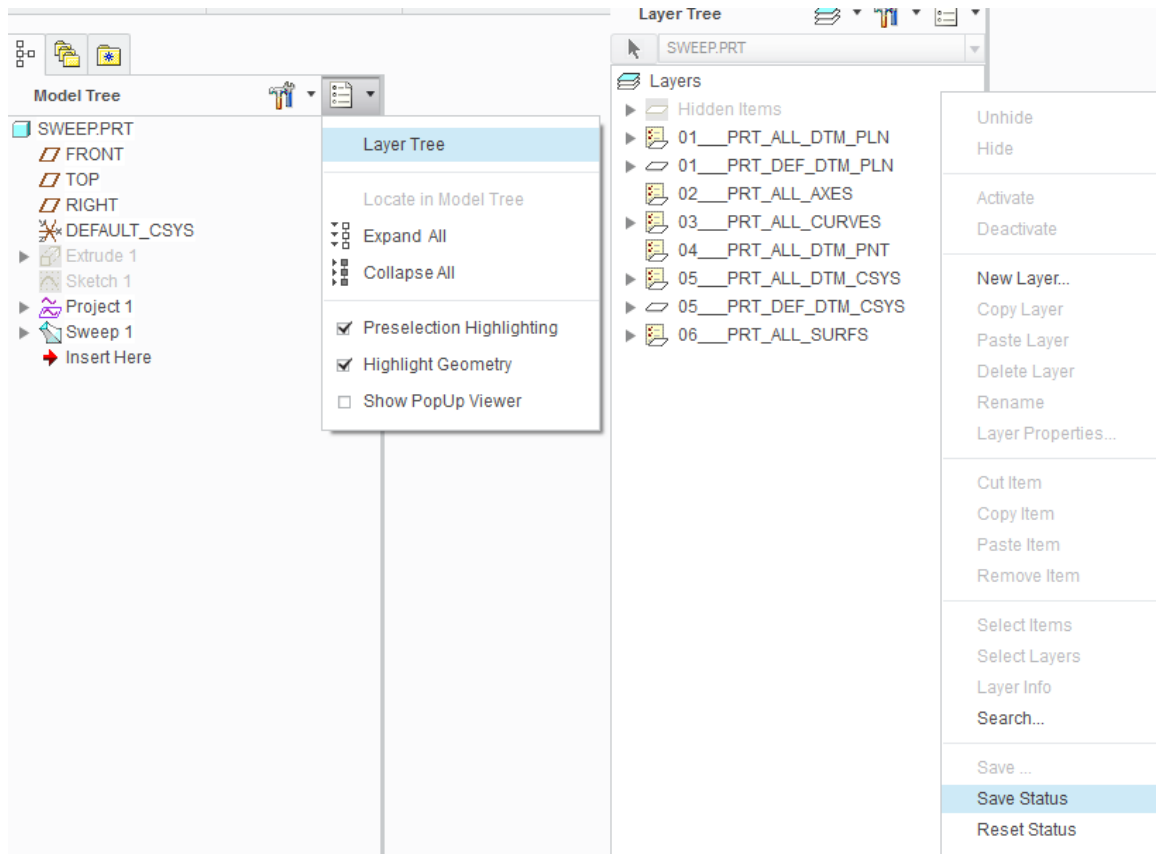 Model Tree
SWEEP.PRT
FRONT
TOP
RIGHT
DEFAULT_CSYS
Extrude 1
Sketch 1
Project 1
Sweep 1
Insert Here
Layer Tree
Locate in Model Tree
Expand All
Collapse All
Preselection Highlighting
Highlight Geometry
Show PopUp Viewer
Layer Tree
SWEEP.PRT
Layers
Hidden Items
01___PRT_ALL_DTM_PLN
01___PRT_DEF_DTM_PLN
02___PRT_ALL_AXES
03___PRT_ALL_CURVES
04___PRT_ALL_DTM_PNT
05___PRT_ALL_DTM_CSYS
05___PRT_DEF_DTM_CSYS
06___PRT_ALL_SURFS
Unhide
Hide
Activate
Deactivate
New Layer...
Copy Layer
Paste Layer
Delete Layer
Rename
Layer Properties...
Cut Item
Copy Item
Paste Item
Remove Item
Select Items
Select Layers
Layer Info
Search...
Save ...
Save Status
Reset Status